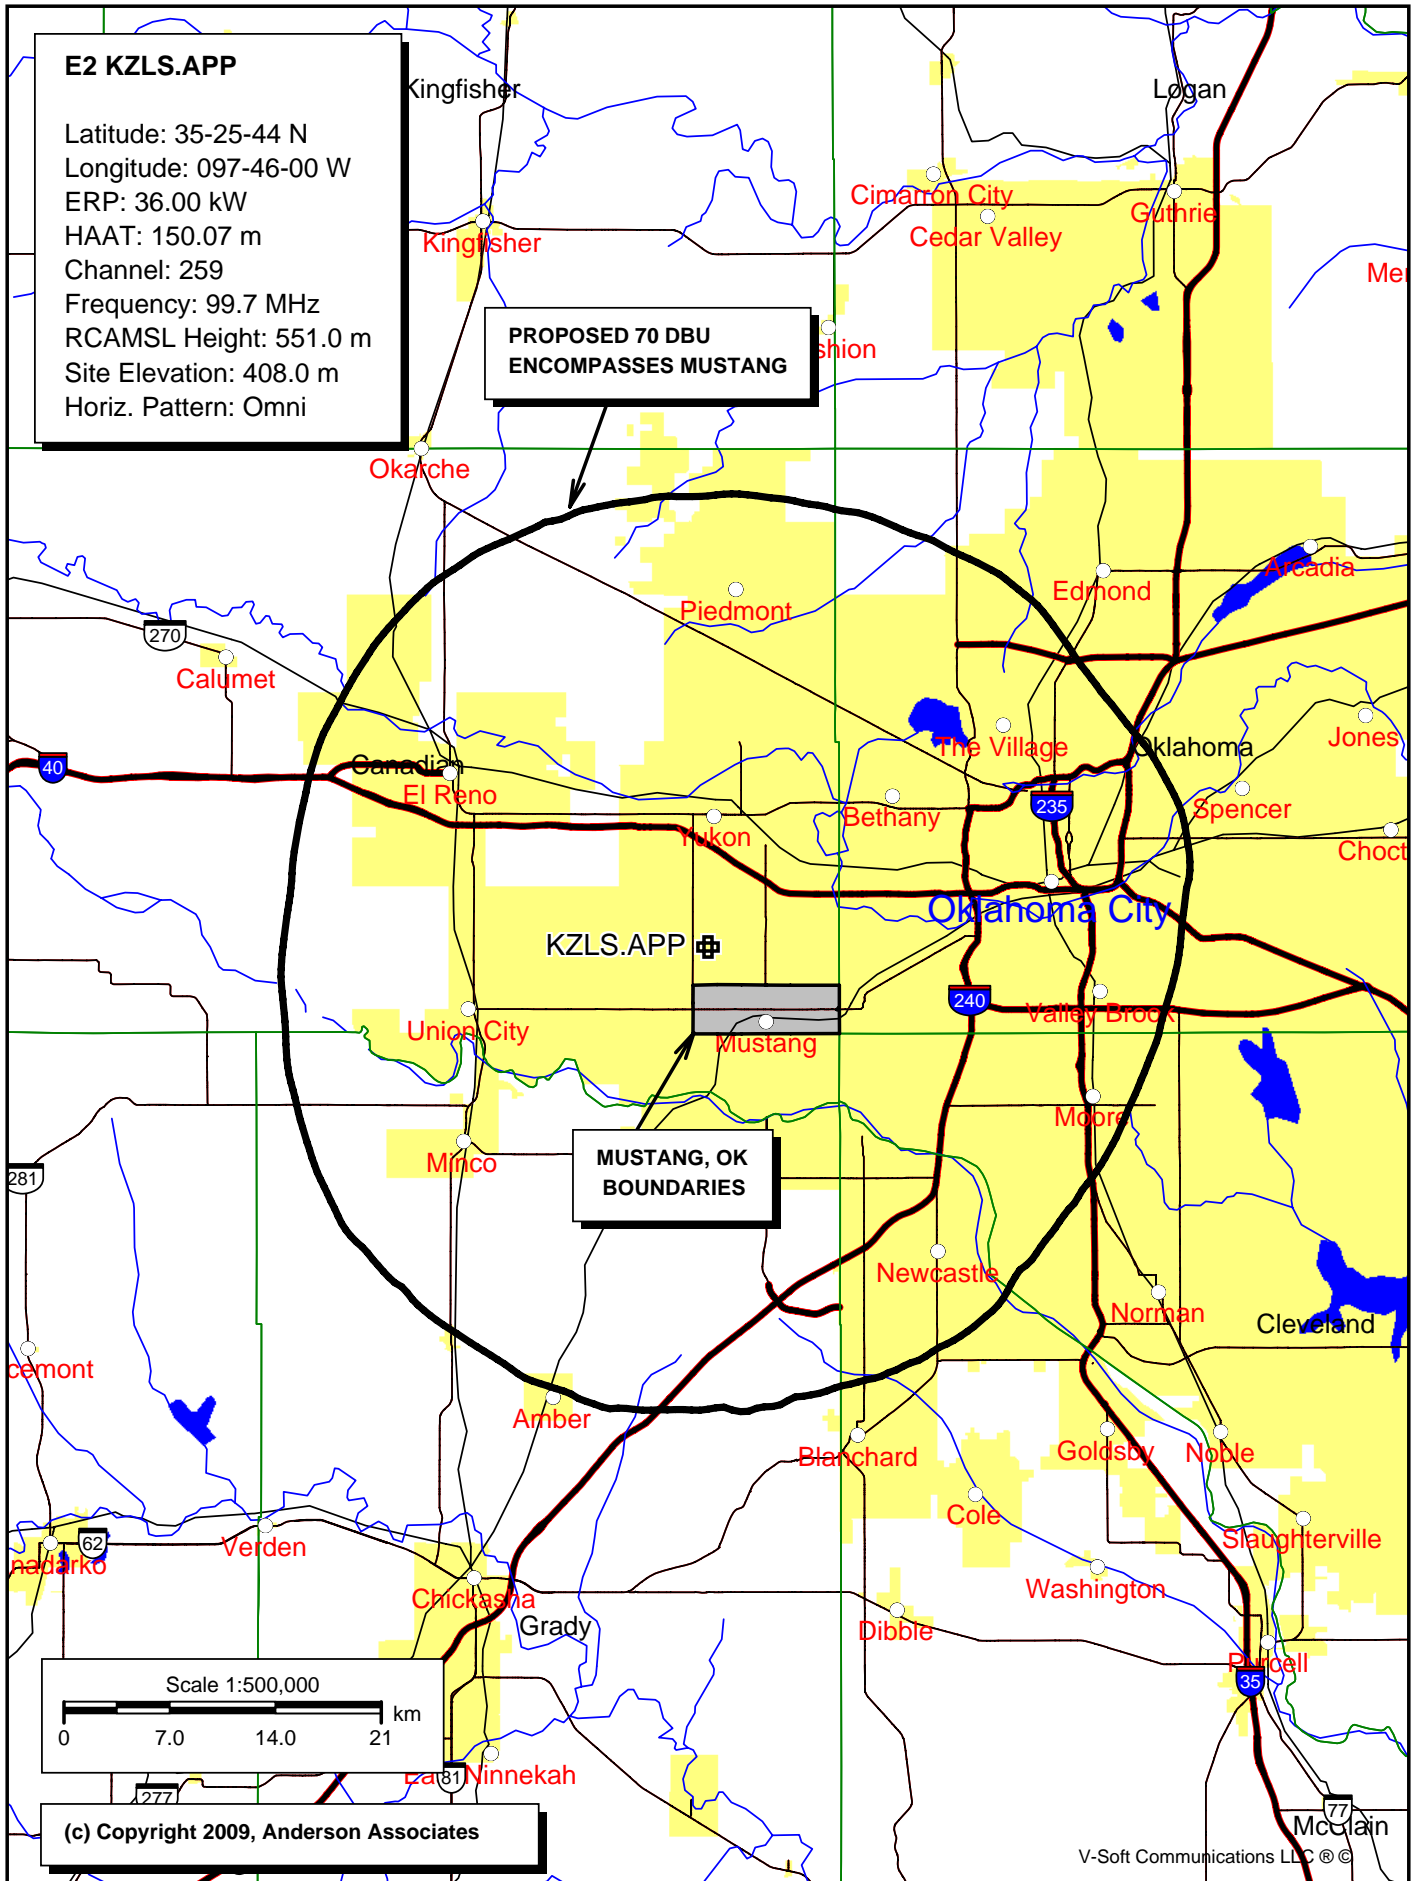 E2 KZLS.APP
Latitude: 35-25-44 N
Longitude: 097-46-00 W
ERP: 36.00 kW
HAAT: 150.07 m
Channel: 259
Frequency: 99.7 MHz
RCAMSL Height: 551.0 m
Site Elevation: 408.0 m
Horiz. Pattern: Omni
Kingfisher
Logan
Cimarron City
Guthrie
Cedar Valley
Kingfisher
Mer
PROPOSED 70 DBU
ENCOMPASSES MUSTANG
shion
Okarche
Arcadia
Edmond
Piedmont
270
Calumet
Jones
The Village
Oklahoma
40
Canadian
El Reno
Bethany
235
Spencer
Yukon
Choct
Oklahoma City
KZLS.APP
240
Union City
Valley Brook
Mustang
Moore
Minco
MUSTANG, OK
BOUNDARIES
281
Newcastle
Norman
Cleveland
cemont
Amber
Blanchard
Goldsby
Noble
Cole
62
Verden
Slaughterville
nadarko
Washington
Chickasha
Grady
Dibble
Purcell
35
Scale 1:500,000
km
0 7.0 14.0 21
Ninnekah
81
277
77
McClain
(c) Copyright 2009, Anderson Associates
V-Soft Communications LLC ® ©